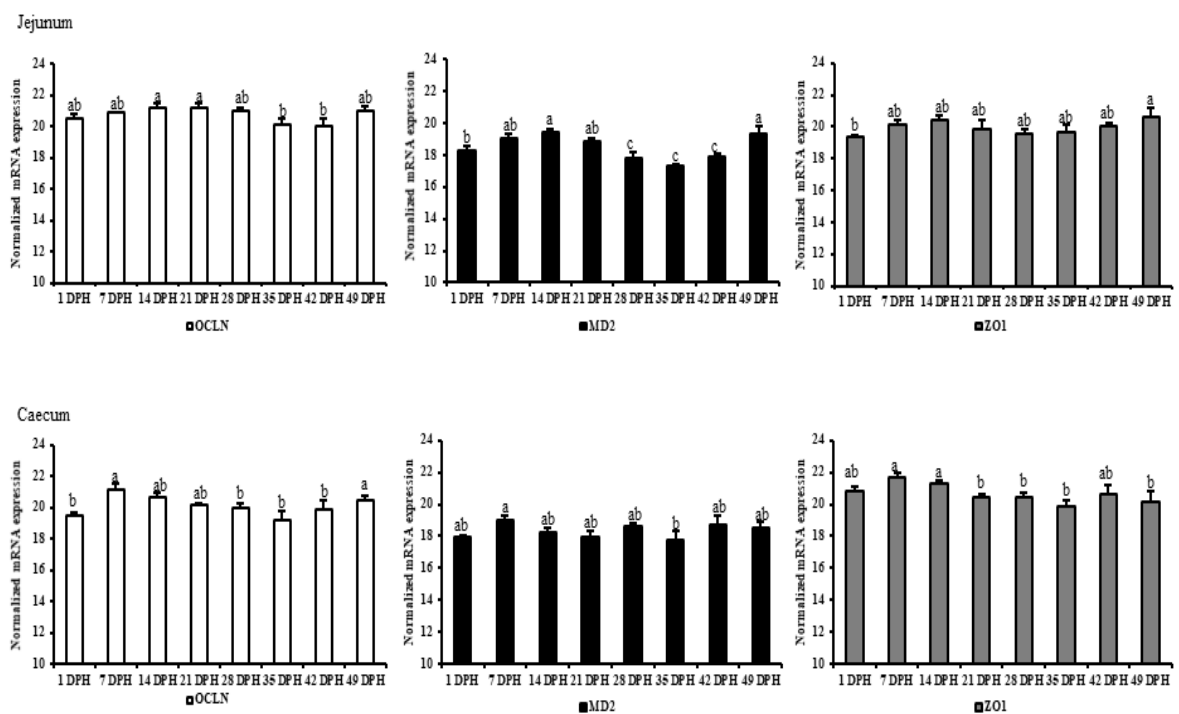 Jejunum
Normalized mRNA expression
24
22
20
18
16
14
12
10
ab ab a a ab b b ab
1 DPH 7 DPH 14 DPH 21 DPH 28 DPH 35 DPH 42 DPH 49 DPH
OCLN
Normalized mRNA expression
24
22
20
18
16
14
12
10
b ab a ab c c c a
1 DPH 7 DPH 14 DPH 21 DPH 28 DPH 35 DPH 42 DPH 49 DPH
MD2
Normalized mRNA expression
24
22
20
18
16
14
12
10
b ab ab ab ab ab ab a
1 DPH 7 DPH 14 DPH 21 DPH 28 DPH 35 DPH 42 DPH 49 DPH
ZO1
Caecum
Normalized mRNA expression
24
22
20
18
16
14
12
10
b a ab ab b b b a
1 DPH 7 DPH 14 DPH 21 DPH 28 DPH 35 DPH 42 DPH 49 DPH
OCLN
Normalized mRNA expression
24
22
20
18
16
14
12
10
ab a ab ab ab b ab ab
1 DPH 7 DPH 14 DPH 21 DPH 28 DPH 35 DPH 42 DPH 49 DPH
MD2
Normalized mRNA expression
24
22
20
18
16
14
12
10
ab a a b b b ab b
1 DPH 7 DPH 14 DPH 21 DPH 28 DPH 35 DPH 42 DPH 49 DPH
ZO1